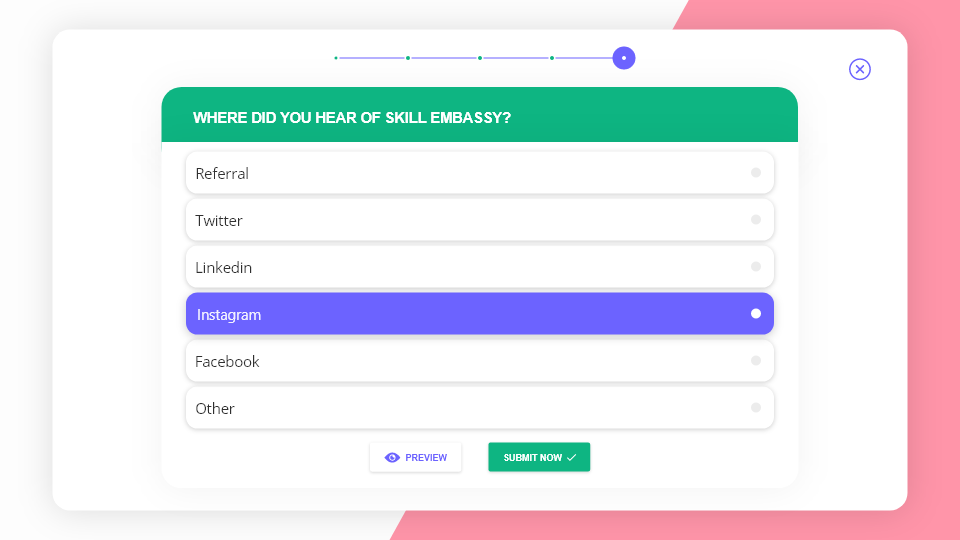 WHERE DID YOU HEAR OF SKILL EMBASSY?
Referral
Twitter
Linkedin
Instagram
Facebook
Other
PREVIEW
SUBMIT NOW